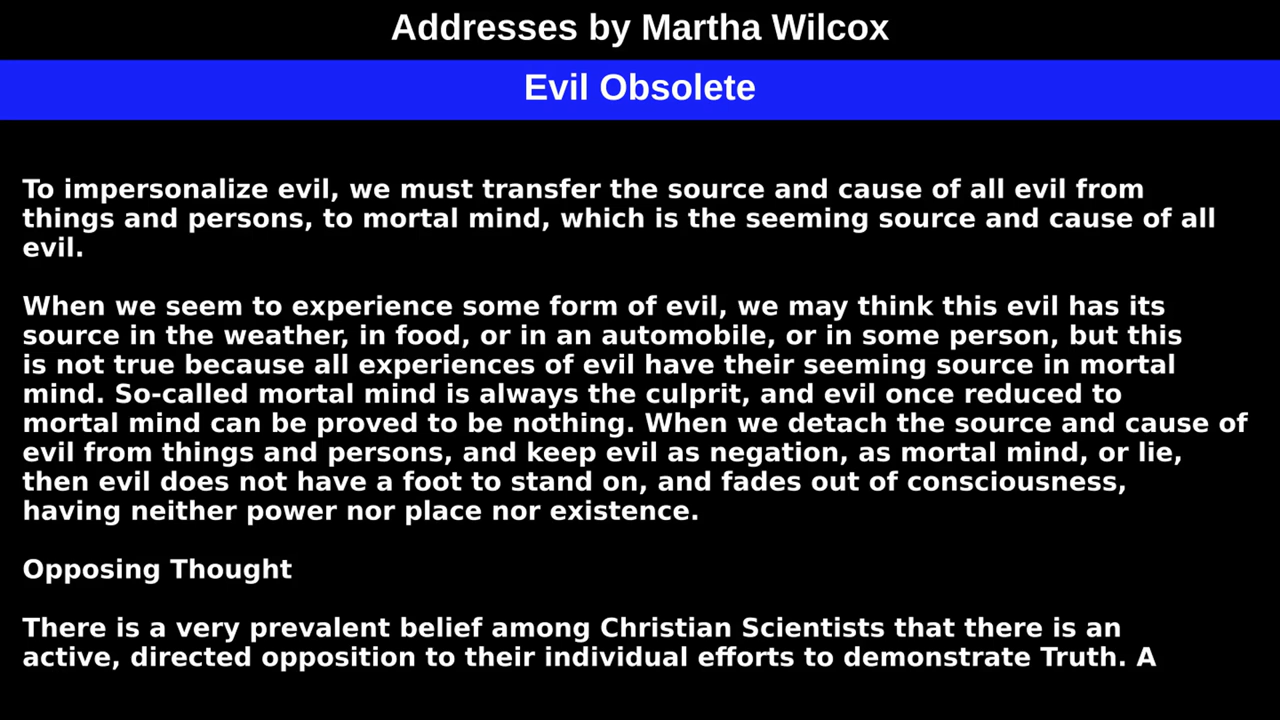 Addresses by Martha Wilcox
Evil Obsolete
To impersonalize evil, we must transfer the source and cause of all evil from
things and persons, to mortal mind, which is the seeming source and cause of all
evil.
When we seem to experience some form of evil, we may think this evil has its
source in the weather, in food, or in an automobile, or in some person, but this
is not true because all experiences of evil have their seeming source in mortal
mind. So-called mortal mind is always the culprit, and evil once reduced to
mortal mind can be proved to be nothing. When we detach the source and cause of
evil from things and persons, and keep evil as negation, as mortal mind, or lie,
then evil does not have a foot to stand on, and fades out of consciousness,
having neither power nor place nor existence.
Opposing Thought
There is a very prevalent belief among Christian Scientists that there is an
active, directed opposition to their individual efforts to demonstrate Truth. A